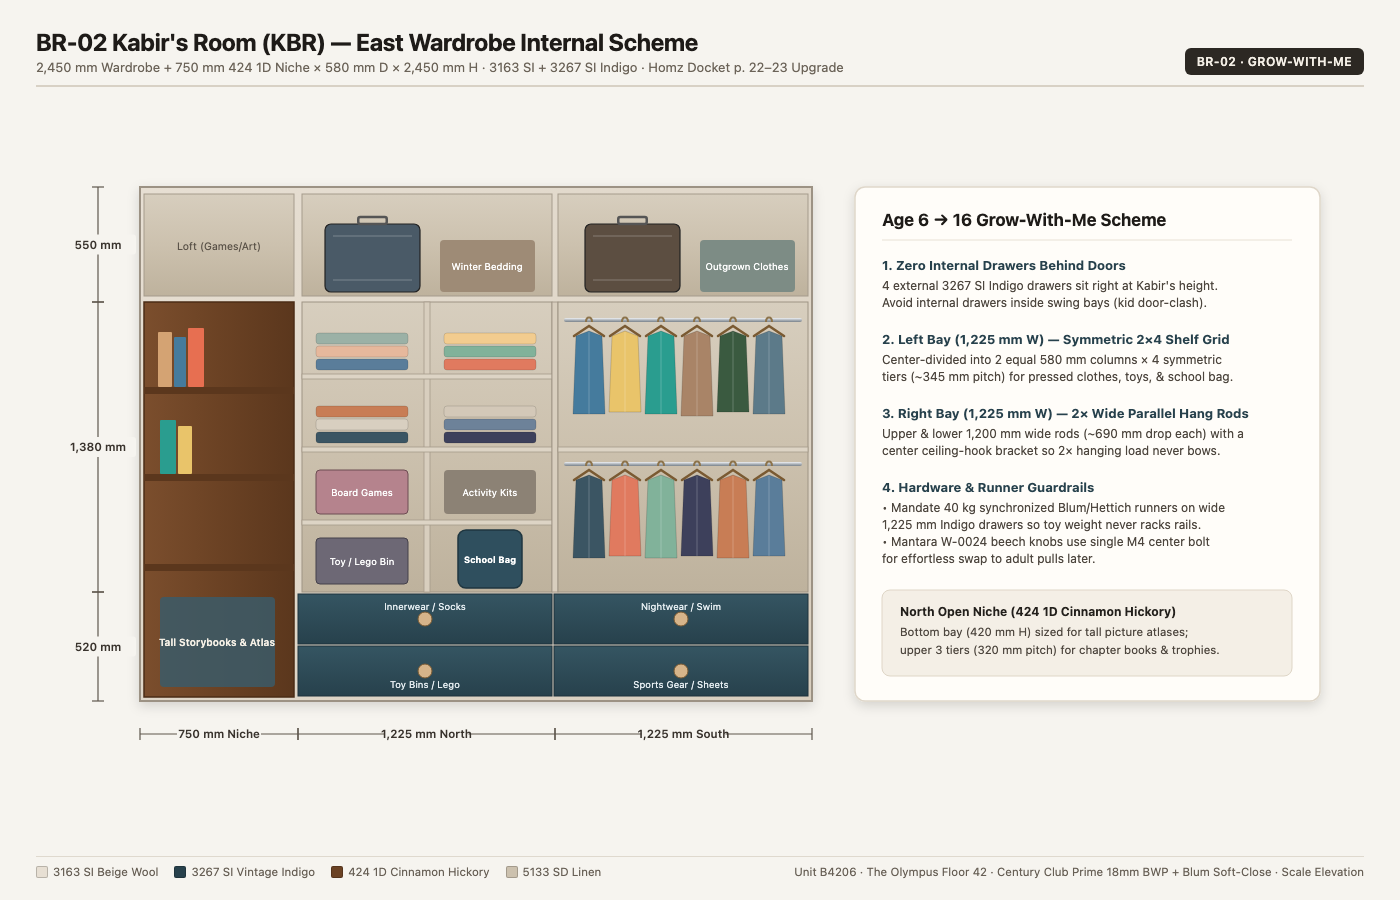 BR-02 Kabir's Room (KBR) — East Wardrobe Internal Scheme
2,450 mm Wardrobe + 750 mm 424 1D Niche × 580 mm D × 2,450 mm H · 3163 SI + 3267 SI Indigo · Homz Docket p. 22–23 Upgrade
BR-02 · GROW-WITH-ME
550 mm
1,380 mm
520 mm
Loft (Games/Art)
Winter Bedding
Outgrown Clothes
Board Games
Activity Kits
Toy / Lego Bin
School Bag
Tall Storybooks & Atlas
Innerwear / Socks
Nightwear / Swim
Toy Bins / Lego
Sports Gear / Sheets
750 mm Niche
1,225 mm North
1,225 mm South
Age 6 → 16 Grow-With-Me Scheme
1. Zero Internal Drawers Behind Doors
4 external 3267 SI Indigo drawers sit right at Kabir's height.
Avoid internal drawers inside swing bays (kid door-clash).
2. Left Bay (1,225 mm W) — Symmetric 2×4 Shelf Grid
Center-divided into 2 equal 580 mm columns × 4 symmetric
tiers (~345 mm pitch) for pressed clothes, toys, & school bag.
3. Right Bay (1,225 mm W) — 2× Wide Parallel Hang Rods
Upper & lower 1,200 mm wide rods (~690 mm drop each) with a
center ceiling-hook bracket so 2× hanging load never bows.
4. Hardware & Runner Guardrails
• Mandate 40 kg synchronized Blum/Hettich runners on wide
1,225 mm Indigo drawers so toy weight never racks rails.
• Mantara W-0024 beech knobs use single M4 center bolt
for effortless swap to adult pulls later.
North Open Niche (424 1D Cinnamon Hickory)
Bottom bay (420 mm H) sized for tall picture atlases;
upper 3 tiers (320 mm pitch) for chapter books & trophies.
3163 SI Beige Wool
3267 SI Vintage Indigo
424 1D Cinnamon Hickory
5133 SD Linen
Unit B4206 · The Olympus Floor 42 · Century Club Prime 18mm BWP + Blum Soft-Close · Scale Elevation